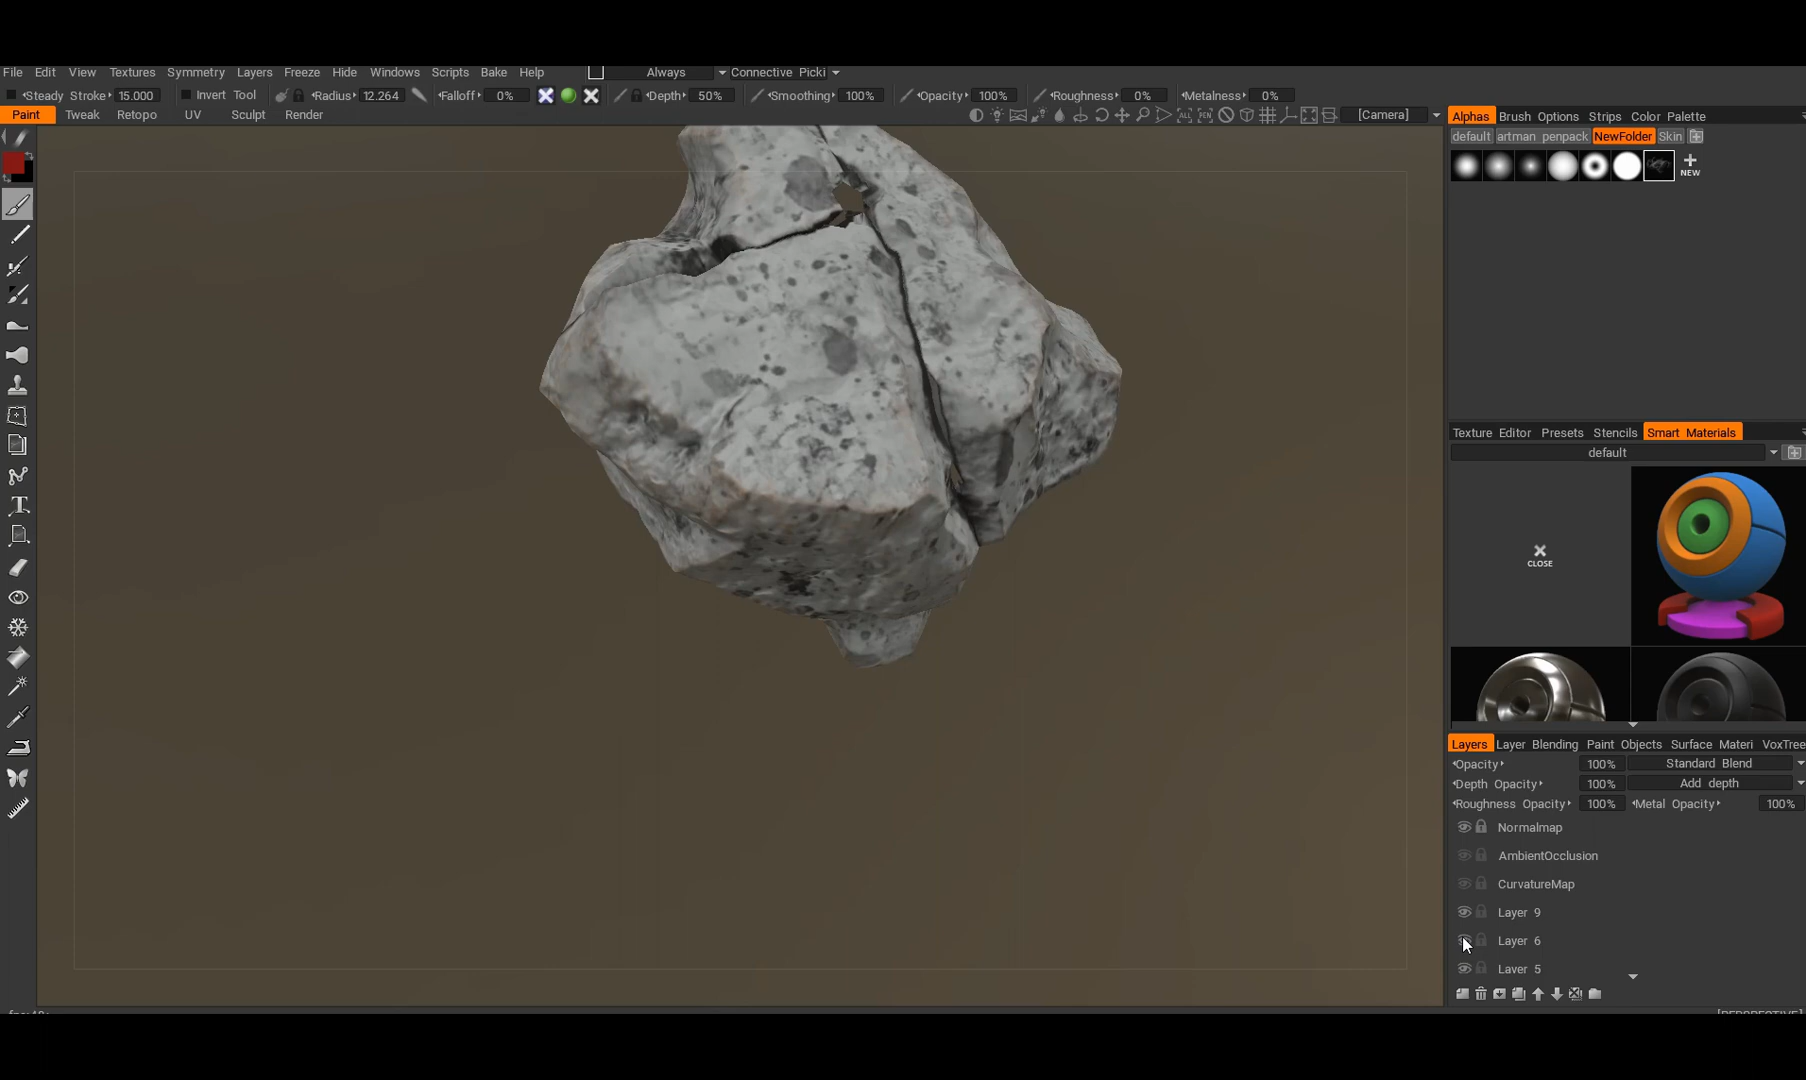 File Edit View Textures Symmetry Layers Freeze Hide Windows Scripts Bake Help Always Connective Picki
Steady Stroke 15.000 Invert Tool Radius 12.264 Falloff 0% Depth 50% Smoothing 100% Opacity 100% Roughness 0% Metalness 0%
Paint Tweak Retopo UV Sculpt Render [Camera]
Alphas Brush Options Strips Color Palette
default artman penpack NewFolder Skin
NEW
Texture Editor Presets Stencils Smart Materials
default
CLOSE
Layers Layer Blending Paint Objects Surface Materi VoxTree
Opacity 100% Standard Blend
Depth Opacity 100% Add depth
Roughness Opacity 100% Metal Opacity 100%
Normalmap
AmbientOcclusion
CurvatureMap
Layer 9
Layer 6
Layer 5
[PERSPECTIVE]